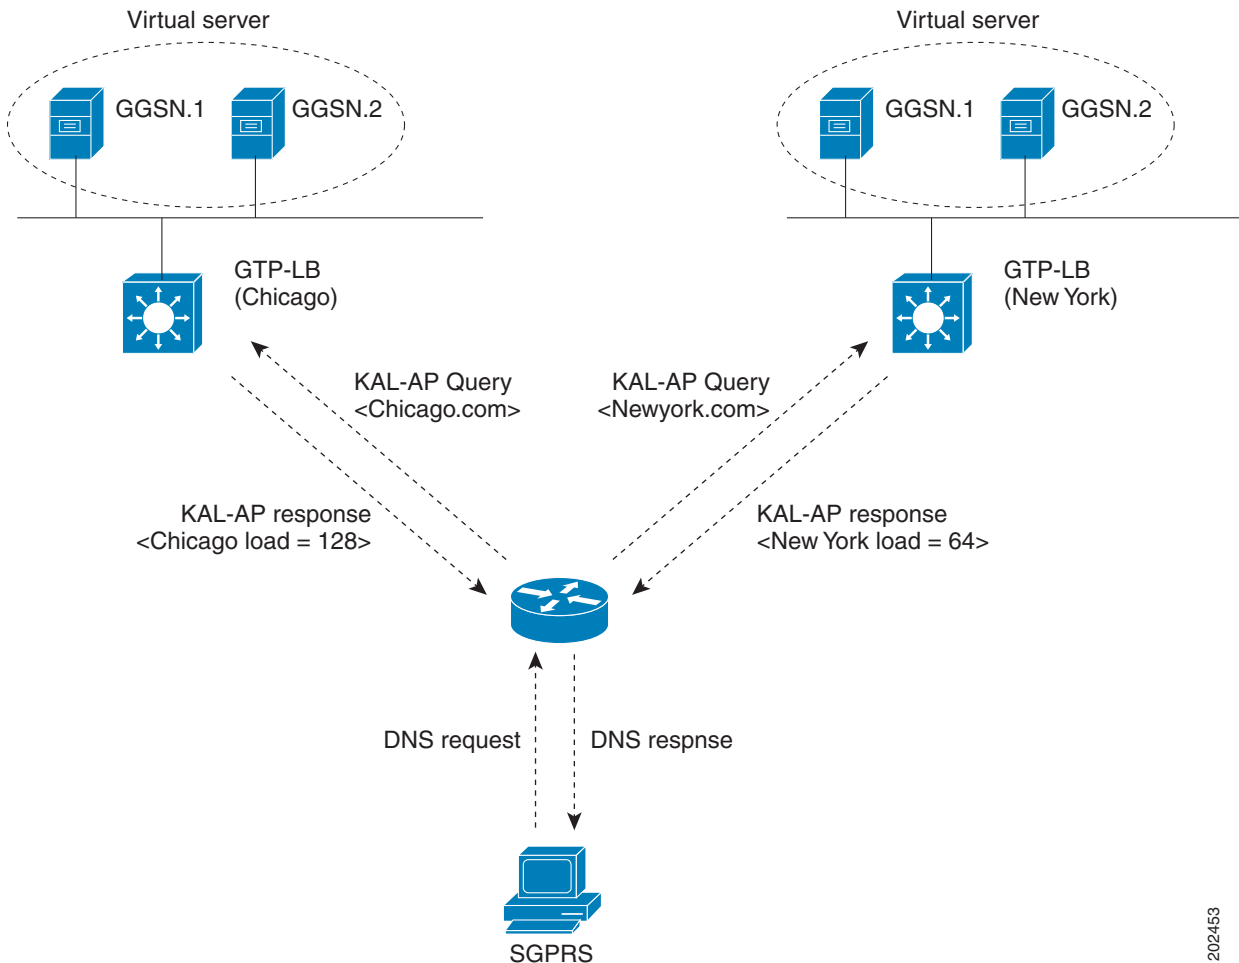 Virtual server
Virtual server
GGSN.1
GGSN.2
GGSN.1
GGSN.2
GTP-LB
(Chicago)
GTP-LB
(New York)
KAL-AP Query
<Chicago.com>
KAL-AP Query
<Newyork.com>
KAL-AP response
<Chicago load = 128>
KAL-AP response
<New York load = 64>
DNS request
DNS respnse
SGPRS
202453